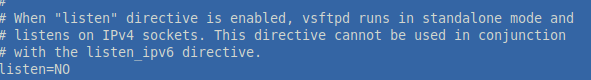 #
# When "listen" directive is enabled, vsftpd runs in standalone mode and
# listens on IPv4 sockets. This directive cannot be used in conjunction
# with the listen_ipv6 directive.
listen=NO